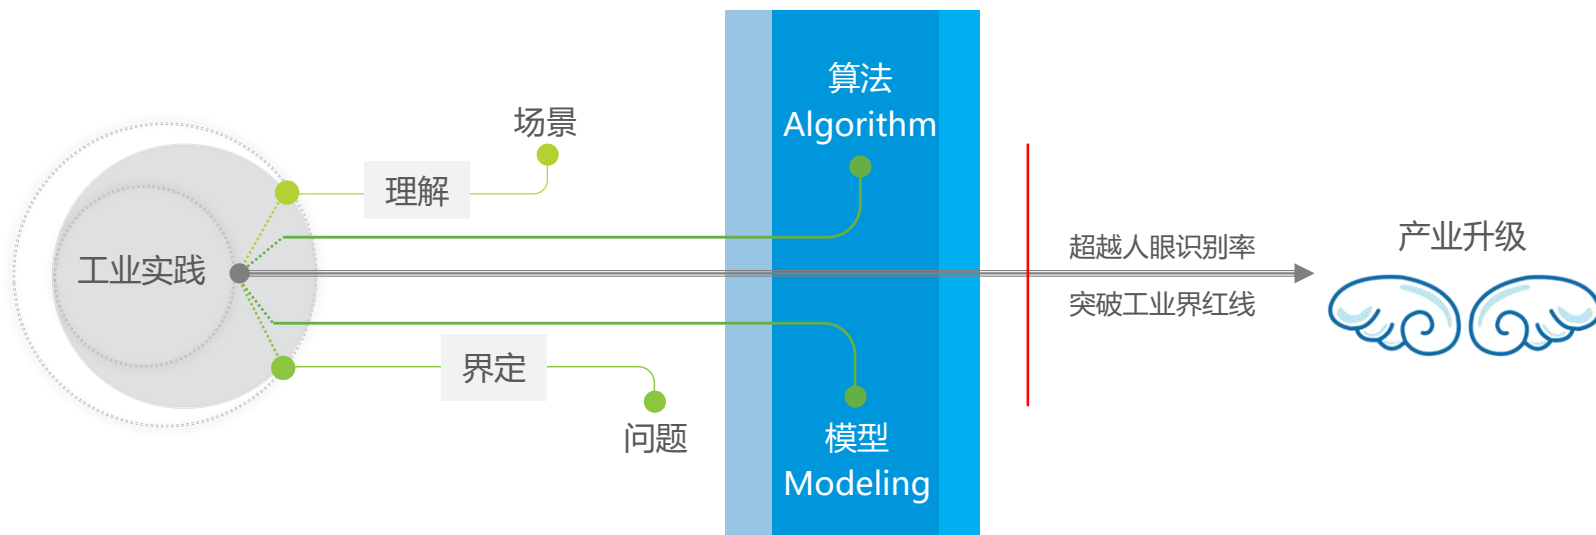 工业实践
理解
场景
界定
问题
算法
Algorithm
模型
Modeling
超越人眼识别率
突破工业界红线
产业升级